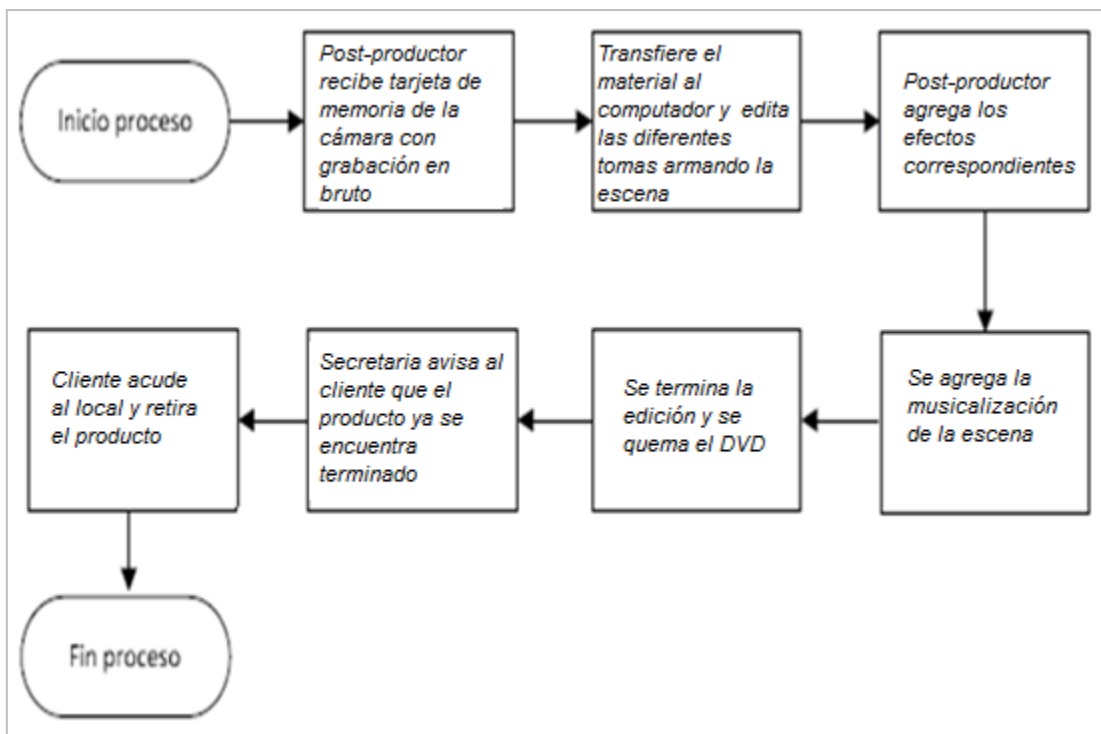 Inicio proceso
Post-productor
recibe tarjeta de
memoria de la
cámara con
grabación en
bruto
Transfiere el
material al
computador y edita
las diferentes
tomas armando la
escena
Post-productor
agrega los
efectos
correspondientes
Se agrega la
musicalización
de la escena
Se termina la
edición y se
quema el DVD
Secretaria avisa al
cliente que el
producto ya se
encuentra
terminado
Cliente acude
al local y retira
el producto
Fin proceso